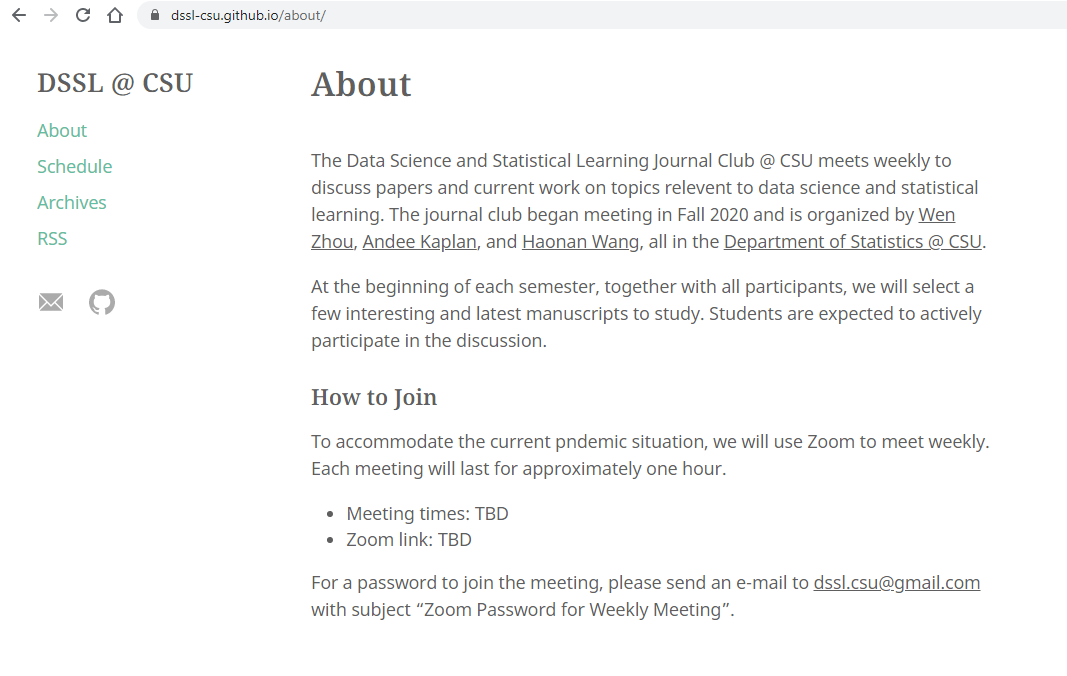 dssl-csu.github.io/about/
DSSL @ CSU
About
Schedule
Archives
RSS
About
The Data Science and Statistical Learning Journal Club @ CSU meets weekly to
discuss papers and current work on topics relevent to data science and statistical
learning. The journal club began meeting in Fall 2020 and is organized by Wen
Zhou, Andee Kaplan, and Haonan Wang, all in the Department of Statistics @ CSU.
At the beginning of each semester, together with all participants, we will select a
few interesting and latest manuscripts to study. Students are expected to actively
participate in the discussion.
How to Join
To accommodate the current pndemic situation, we will use Zoom to meet weekly.
Each meeting will last for approximately one hour.
• Meeting times: TBD
• Zoom link: TBD
For a password to join the meeting, please send an e-mail to dssl.csu@gmail.com
with subject “Zoom Password for Weekly Meeting”.